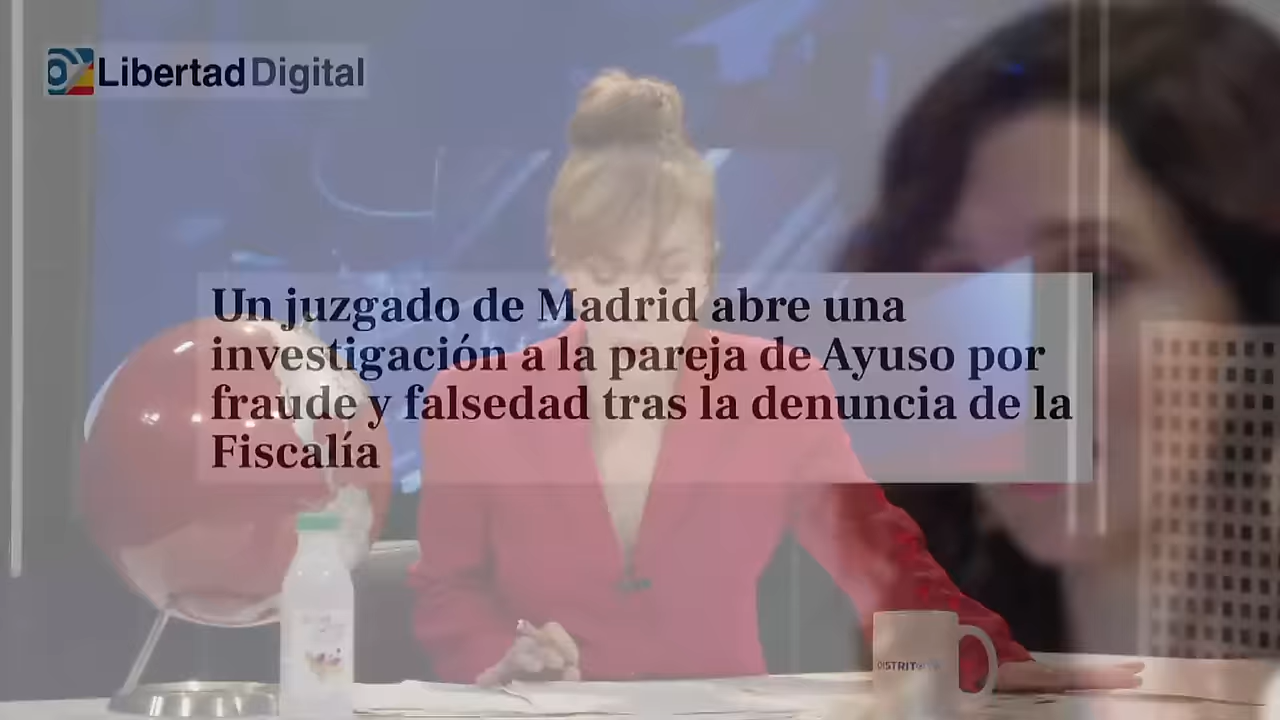 Libertad Digital
Un juzgado de Madrid abre una
investigación a la pareja de Ayuso por
fraude y falsedad tras la denuncia de la
Fiscalía